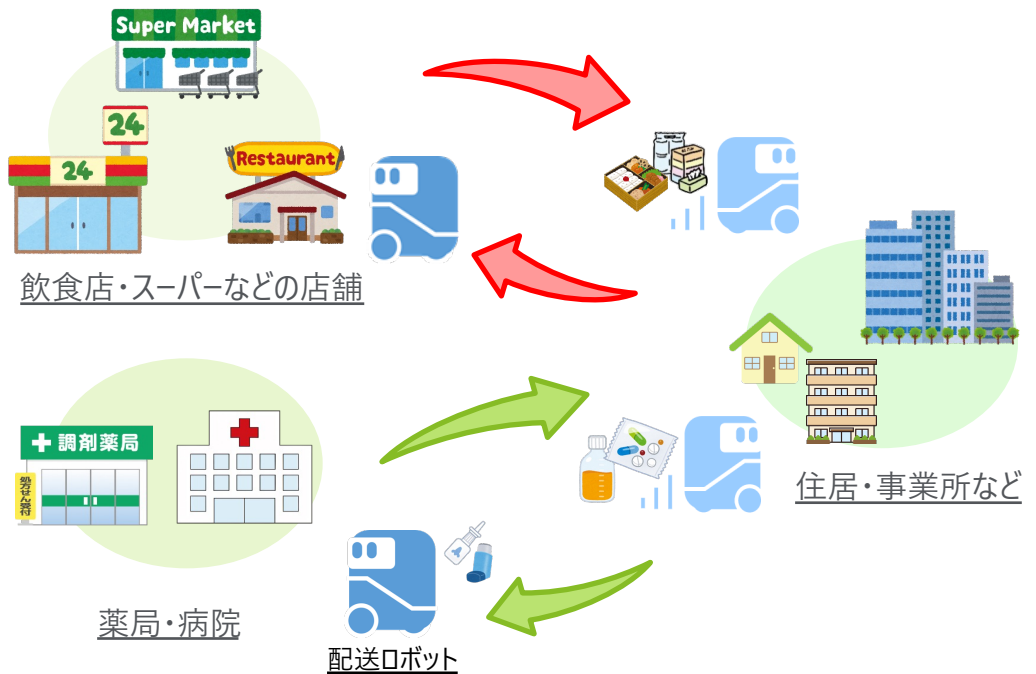 Super Market
24
24
Restaurant
飲食店・スーパーなどの店舗
調剤薬局
処方せん受付
住居・事業所など
薬局・病院
配送ロボット